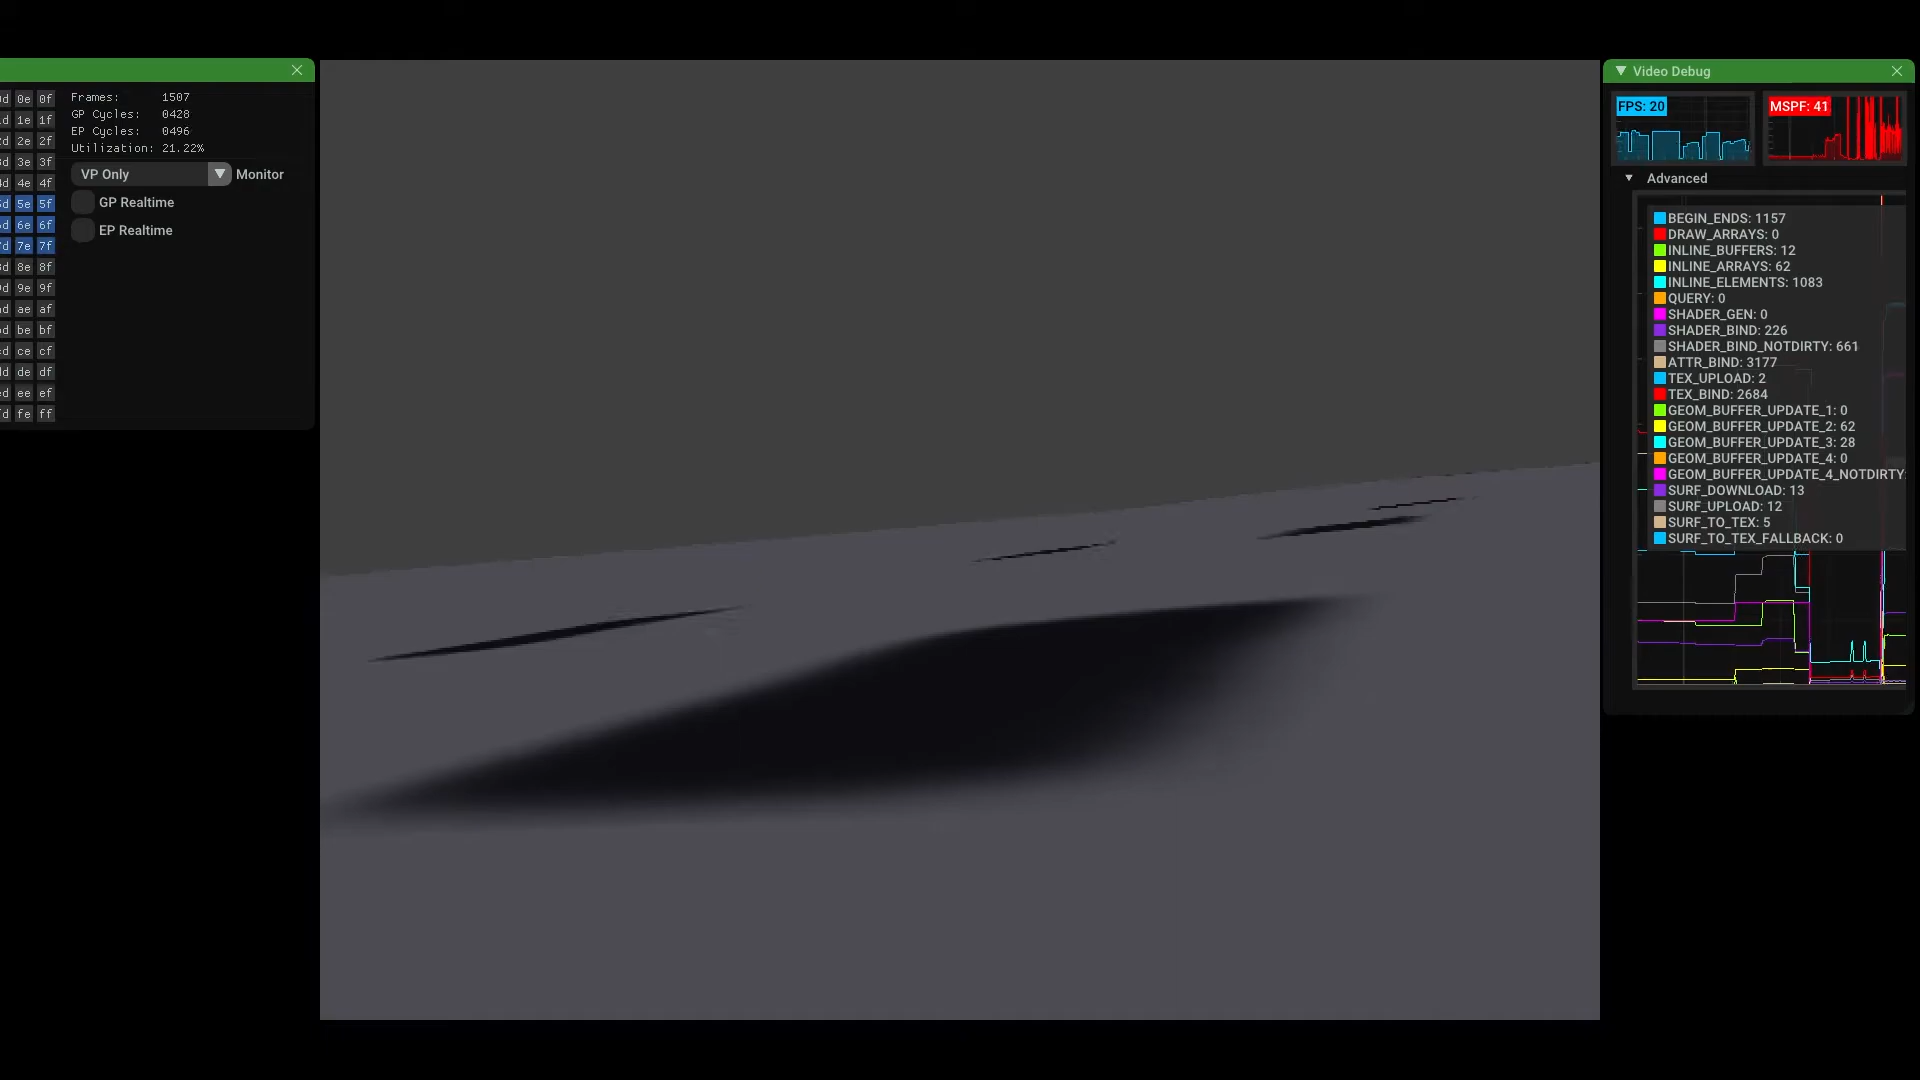 0e 0f
1e 1f
2e 2f
3e 3f
4e 4f
5e 5f
6e 6f
7e 7f
8e 8f
9e 9f
ae af
be bf
ce cf
de df
ee ef
fe ff
Frames: 1507
GP Cycles: 0428
EP Cycles: 0496
Utilization: 21.22%
VP Only Monitor
GP Realtime
EP Realtime
Video Debug
FPS: 20 MSPF: 41
Advanced
BEGIN_ENDS: 1157
DRAW_ARRAYS: 0
INLINE_BUFFERS: 12
INLINE_ARRAYS: 62
INLINE_ELEMENTS: 1083
QUERY: 0
SHADER_GEN: 0
SHADER_BIND: 226
SHADER_BIND_NOTDIRTY: 661
ATTR_BIND: 3177
TEX_UPLOAD: 2
TEX_BIND: 2684
GEOM_BUFFER_UPDATE_1: 0
GEOM_BUFFER_UPDATE_2: 62
GEOM_BUFFER_UPDATE_3: 28
GEOM_BUFFER_UPDATE_4: 0
GEOM_BUFFER_UPDATE_4_NOTDIRTY:
SURF_DOWNLOAD: 13
SURF_UPLOAD: 12
SURF_TO_TEX: 5
SURF_TO_TEX_FALLBACK: 0